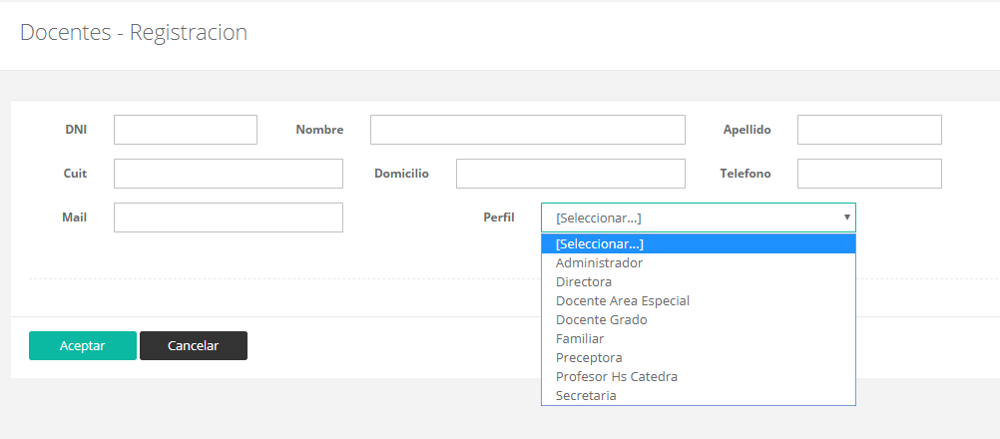 Docentes - Registracion
DNI Nombre Apellido
Cuit Domicilio Telefono
Mail Perfil [Seleccionar...]
[Seleccionar...]
Administrador
Directora
Docente Area Especial
Docente Grado
Familiar
Preceptora
Profesor Hs Catedra
Secretaria
Aceptar Cancelar